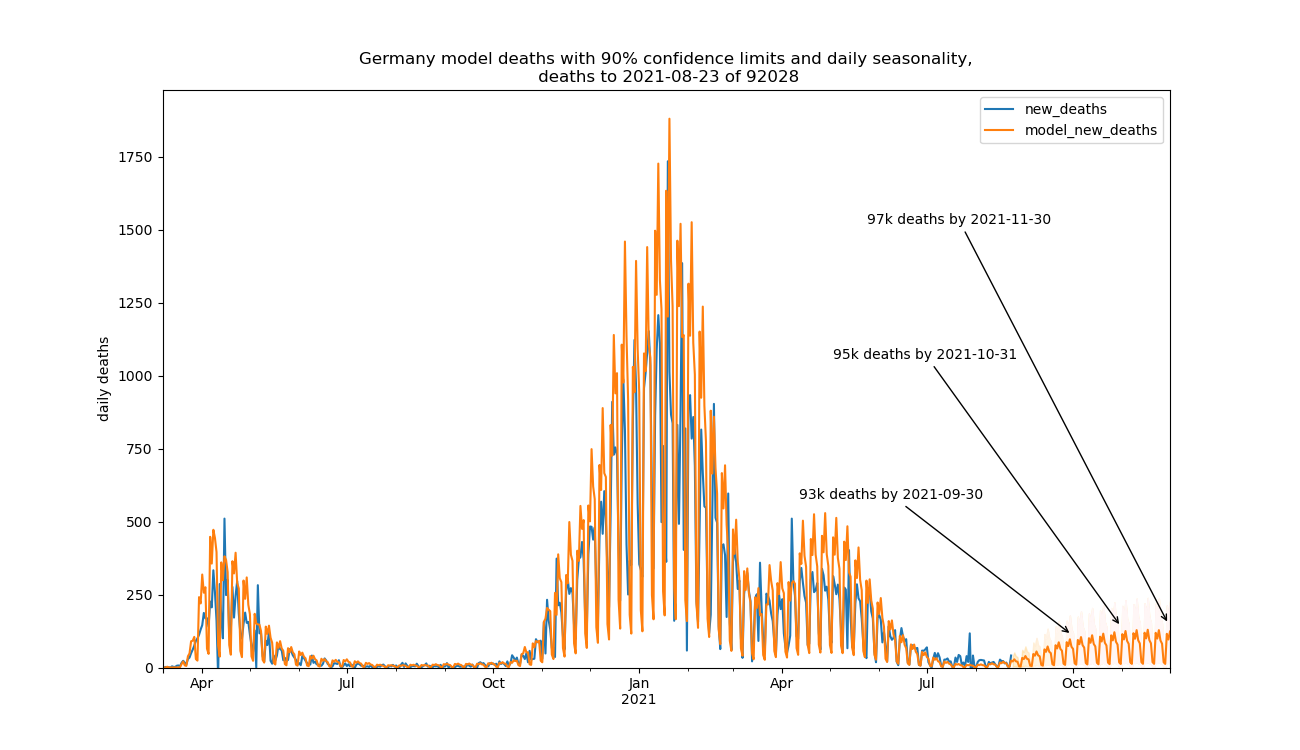 Germany model deaths with 90% confidence limits and daily seasonality,
deaths to 2021-08-23 of 92028
new_deaths
model_new_deaths
1750
1500
1250
1000
750
500
250
0
daily deaths
97k deaths by 2021-11-30
95k deaths by 2021-10-31
93k deaths by 2021-09-30
Apr
Jul
Oct
Jan
2021
Apr
Jul
Oct